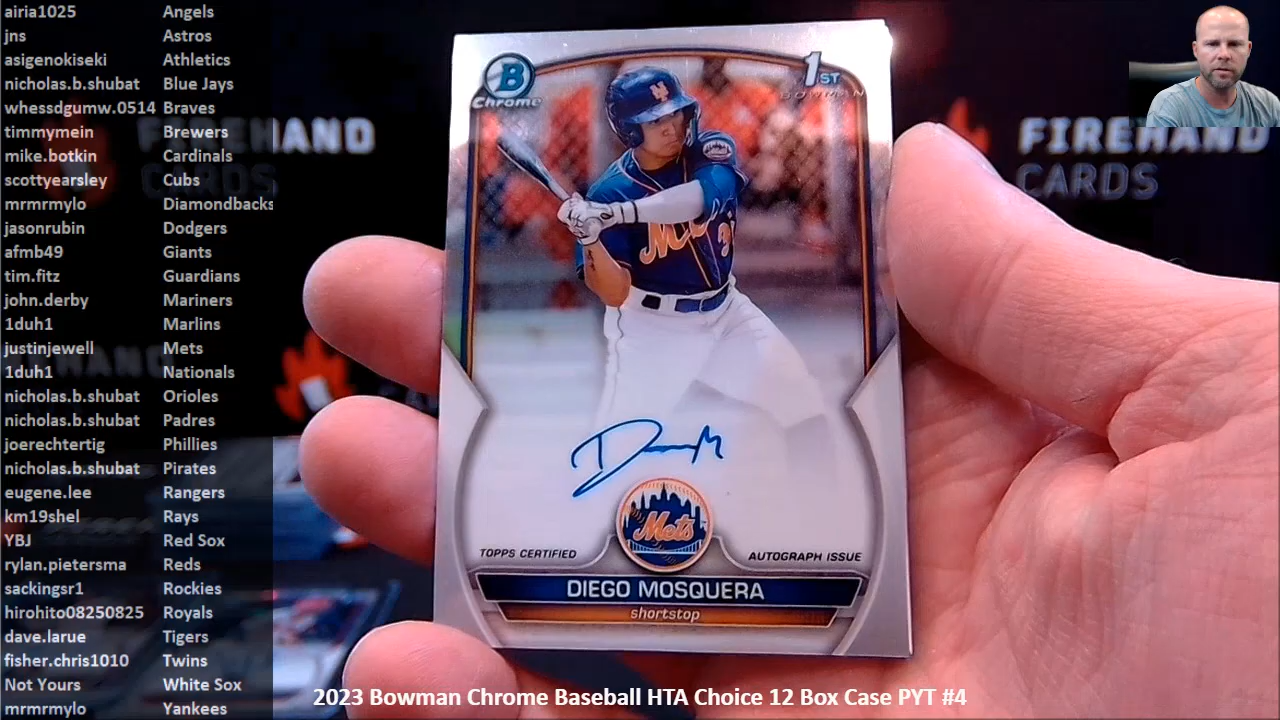 airia1025 Angels
jns Astros
asigenokiseki Athletics
nicholas.b.shubat Blue Jays
whessdgumw.0514 Braves
timmymein Brewers
mike.botkin Cardinals
scottyearsley Cubs
mrmrmylo Diamondbacks
jasonrubin Dodgers
afmb49 Giants
tim.fitz Guardians
john.derby Mariners
1duh1 Marlins
justinjewell Mets
1duh1 Nationals
nicholas.b.shubat Orioles
nicholas.b.shubat Padres
joerechtertig Phillies
nicholas.b.shubat Pirates
eugene.lee Rangers
km19shel Rays
YBJ Red Sox
rylan.pietersma Reds
sackingsr1 Rockies
hirohito08250825 Royals
dave.larue Tigers
fisher.chris1010 Twins
Not Yours White Sox
mrmrmylo Yankees
FIREHAND
CARDS
FIREHAND
CARDS
B
Chrome
1ST
BOWMAN
Mets
Mets
TOPPS CERTIFIED
AUTOGRAPH ISSUE
DIEGO MOSQUERA
shortstop
2023 Bowman Chrome Baseball HTA Choice 12 Box Case PYT #4